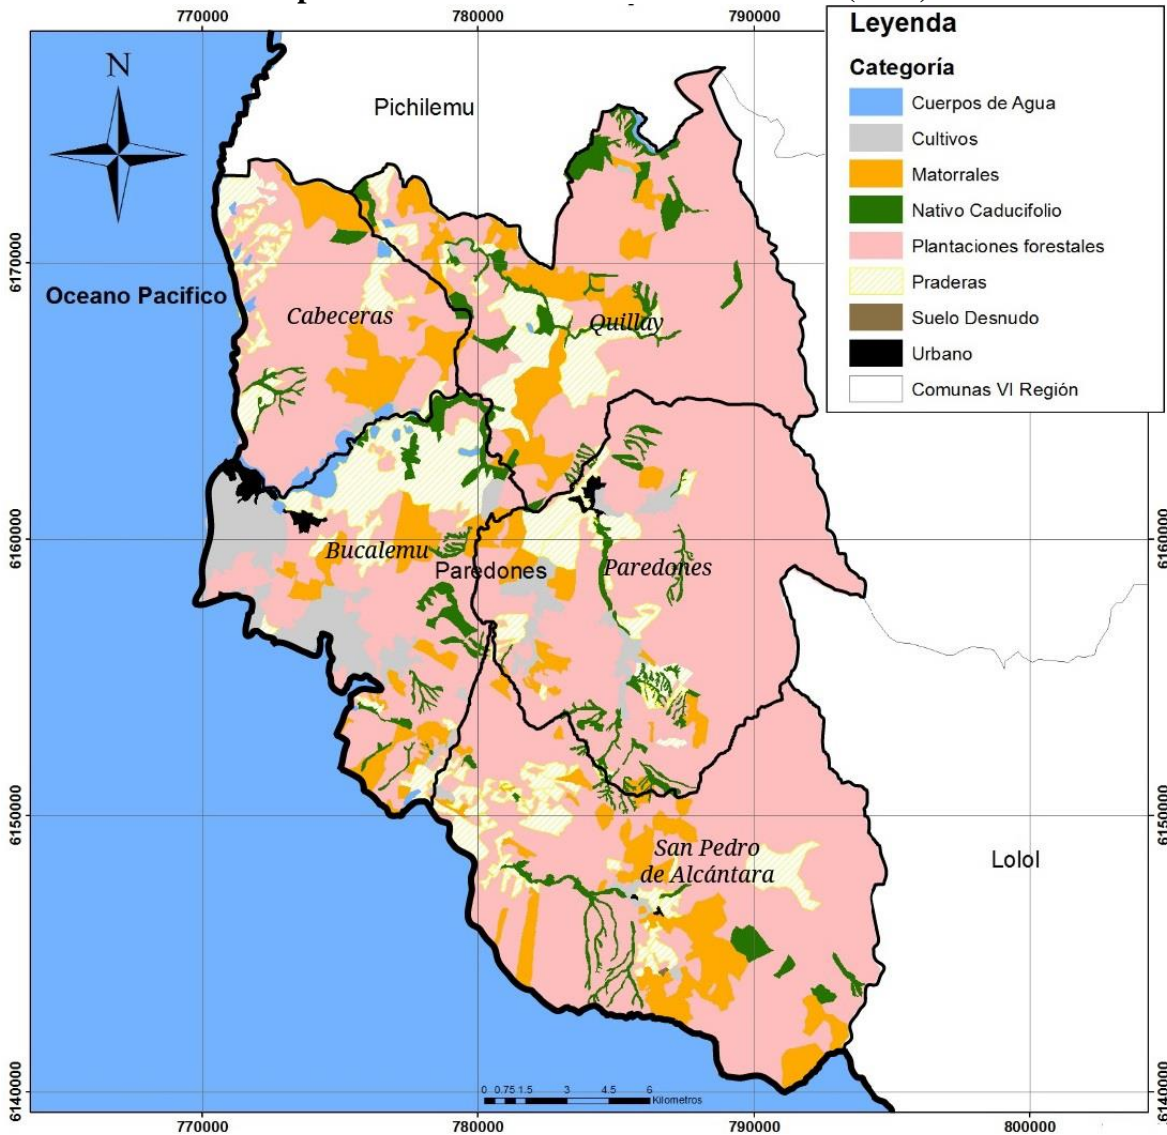 770000
780000
790000
Leyenda
Categoría
Cuerpos de Agua
Cultivos
Matorrales
Nativo Caducifolio
Plantaciones forestales
Praderas
Suelo Desnudo
Urbano
Comunas VI Región
N
Pichilemu
6170000
Oceano Pacifico
Cabeceras
Quillay
6160000
6160000
Bucalemu
Paredones
Paredones
6150000
6150000
San Pedro
de Alcántara
Lolol
6140000
6140000
0 0.75 1.5 3 4.5 6
Kilometros
770000
780000
790000
800000